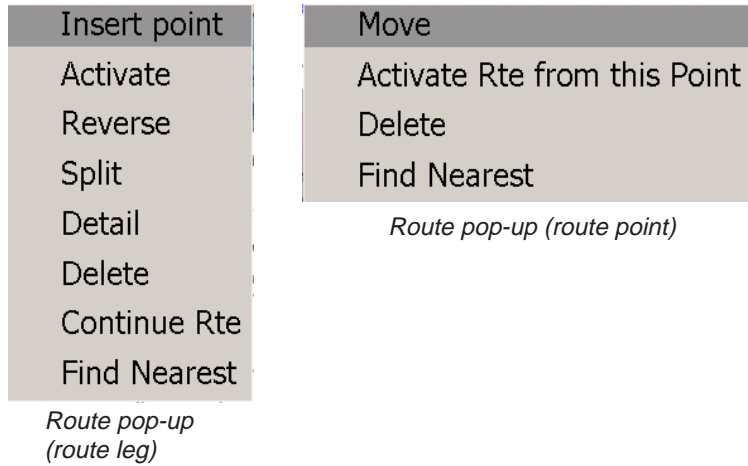 Insert point
Activate
Reverse
Split
Detail
Delete
Continue Rte
Find Nearest
Route pop-up
(route leg)
Move
Activate Rte from this Point
Delete
Find Nearest
Route pop-up (route point)